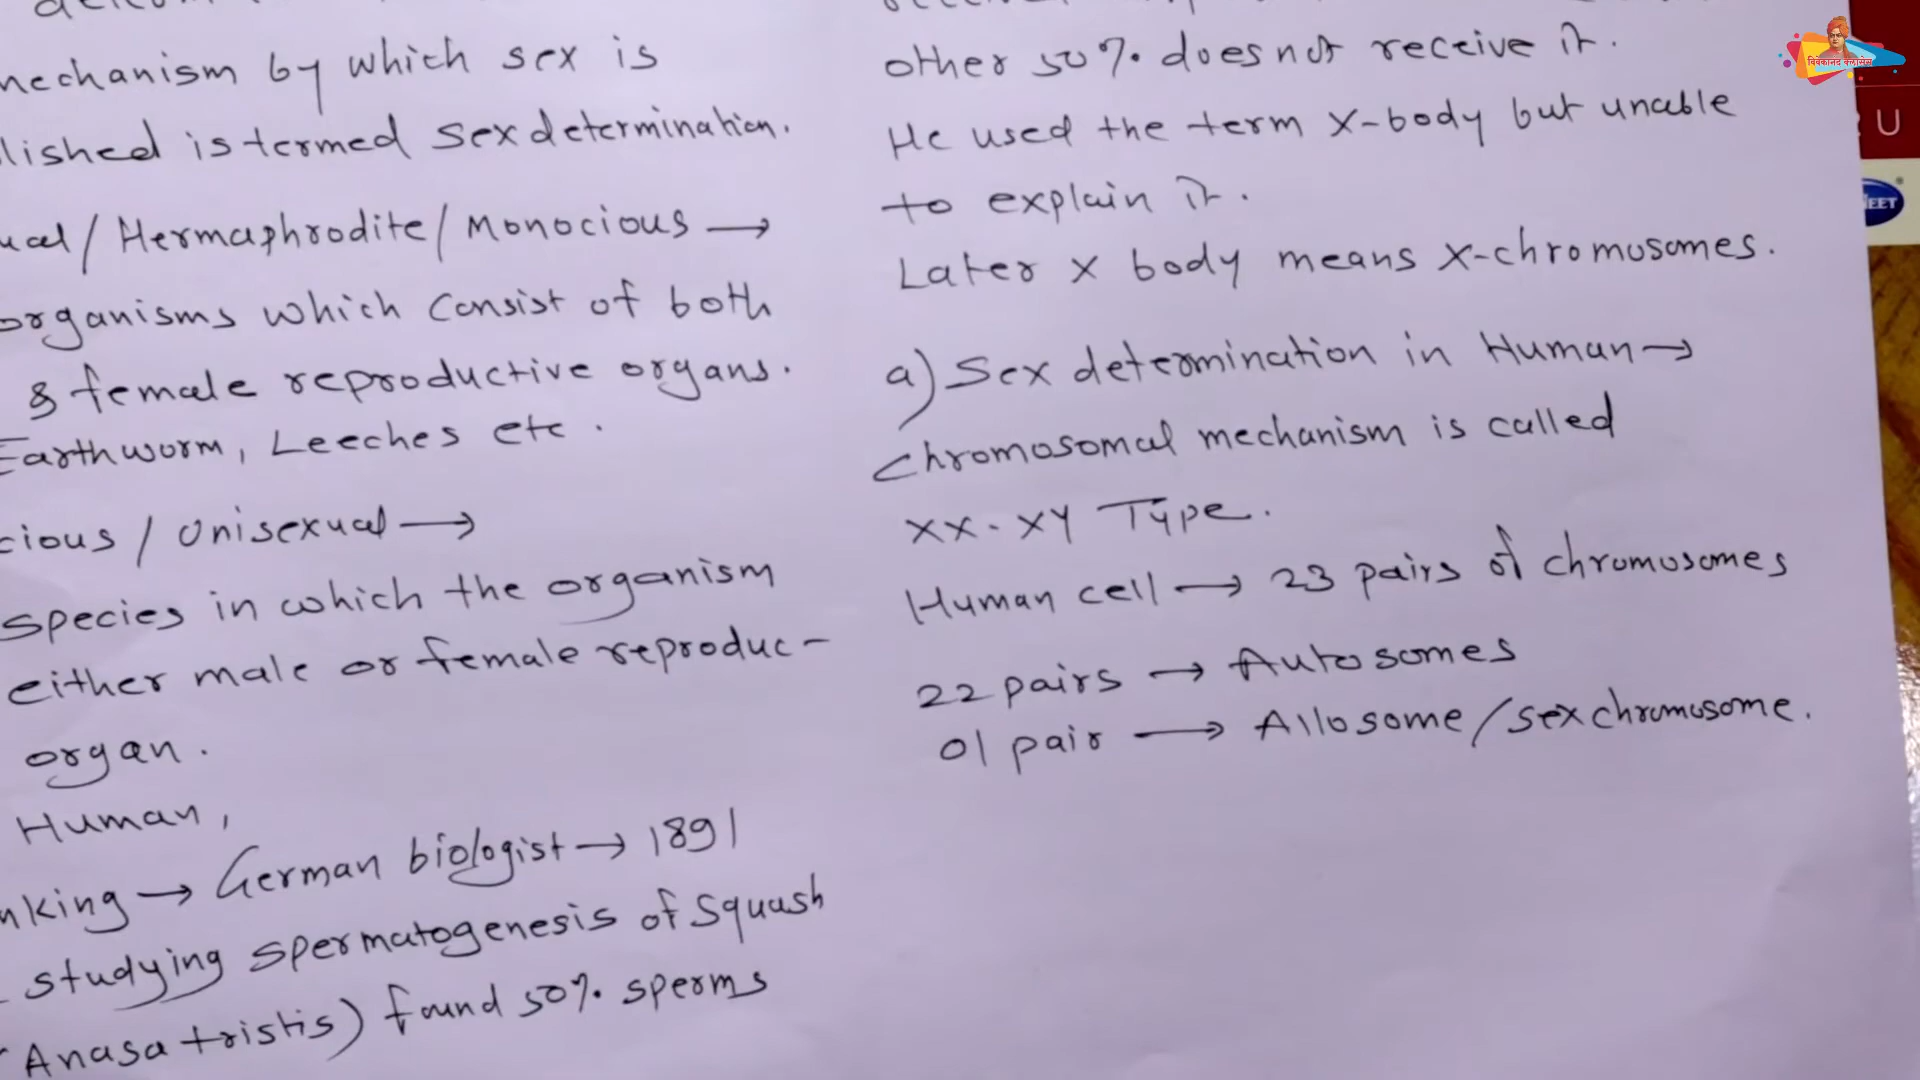 mechanism by which sex is
lished is termed sex determination.
ual / Hermaphrodite / Monocious →
organisms which consist of both
& female reproductive organs.
Earthworm, Leeches etc.
cious / Unisexual →
species in which the organism
either male or female reproduc-
organ.
Human,
nking → German biologist → 1891
studying spermatogenesis of Squash
(Anasa tristis) found 50% sperms
other 50% does not receive it.
He used the term X-body but unable
to explain it.
Later X body means X-chromosomes.
a) Sex determination in Human →
Chromosomal mechanism is called
XX-XY Type.
Human cell → 23 pairs of chromosomes
22 pairs → Autosomes
01 pair → Allosome / sex chromosome.
विवेकानंद क्लासेस
U
EET